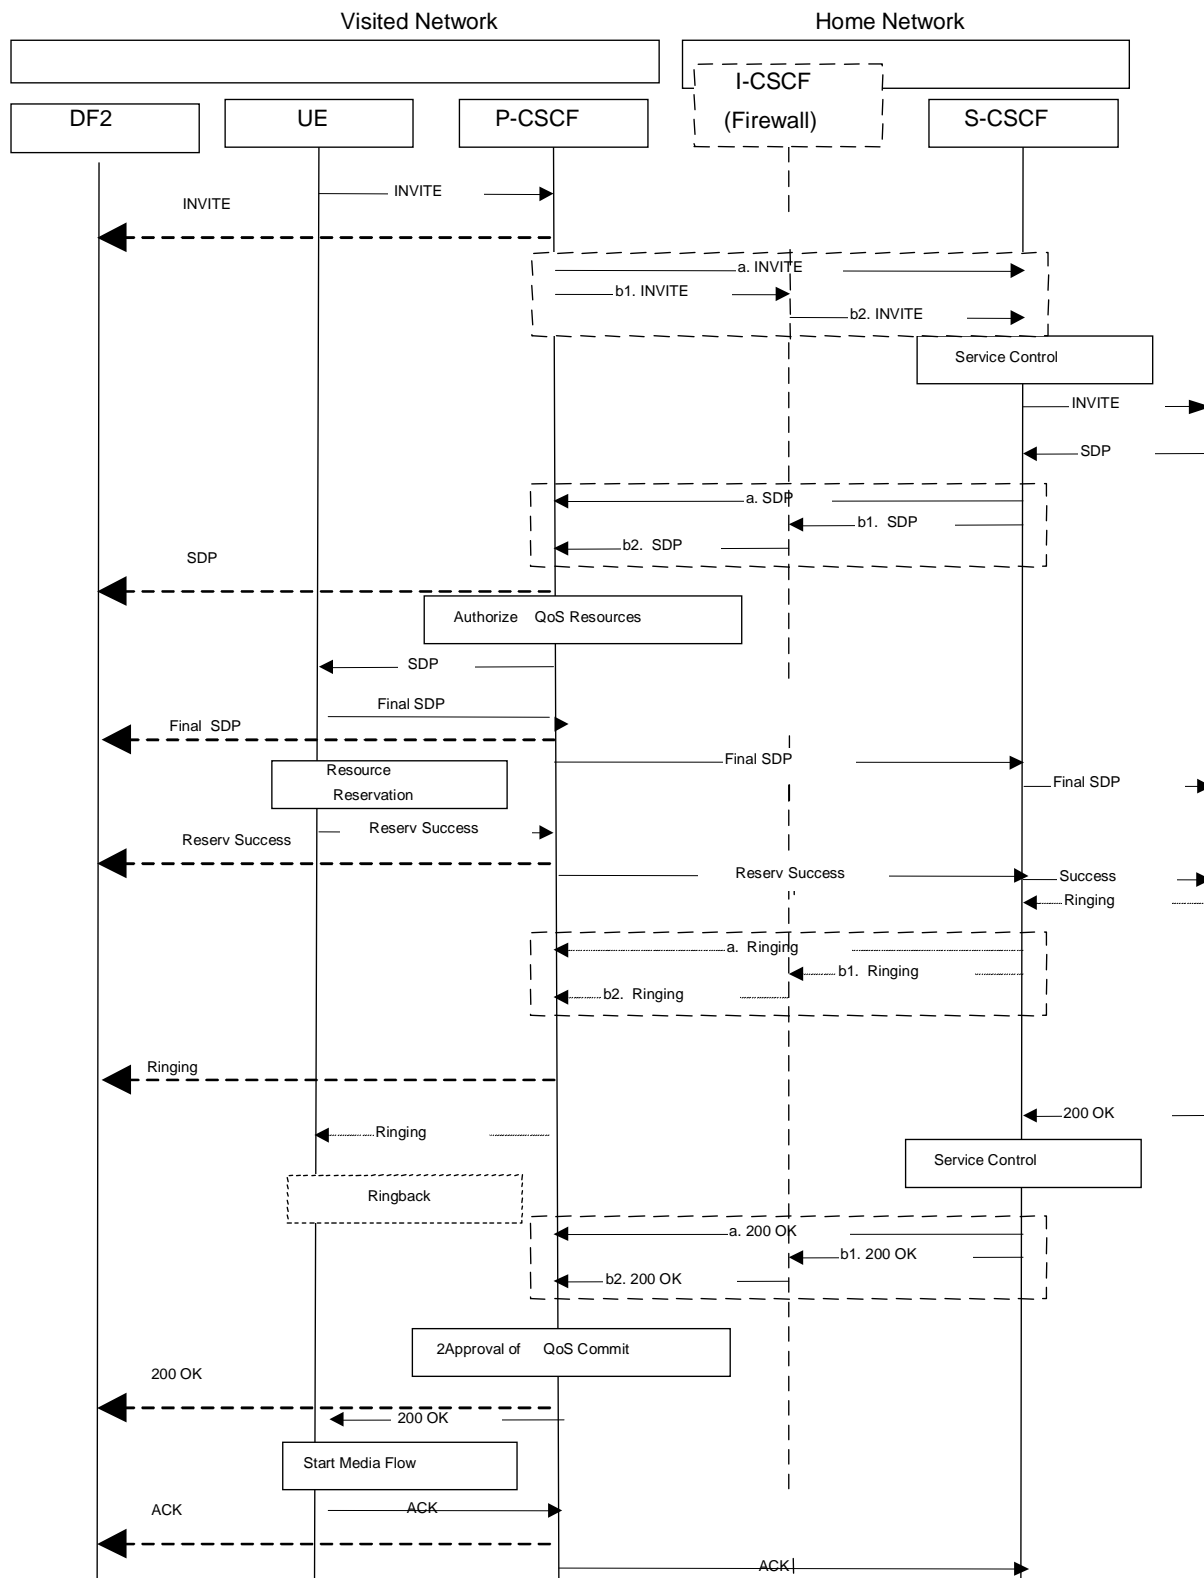 Visited Network
Home Network
I-CSCF
(Firewall)
DF2
UE
P-CSCF
S-CSCF
INVITE
INVITE
a. INVITE
b1. INVITE
b2. INVITE
Service Control
INVITE
SDP
a. SDP
b1. SDP
b2. SDP
SDP
Authorize QoS Resources
SDP
Final SDP
Final SDP
Final SDP
Resource
Reservation
Final SDP
Reserv Success
Reserv Success
Reserv Success
Success
Ringing
a. Ringing
b1. Ringing
b2. Ringing
Ringing
200 OK
Ringing
Service Control
Ringback
a. 200 OK
b1. 200 OK
b2. 200 OK
2Approval of QoS Commit
200 OK
200 OK
Start Media Flow
ACK
ACK
ACK